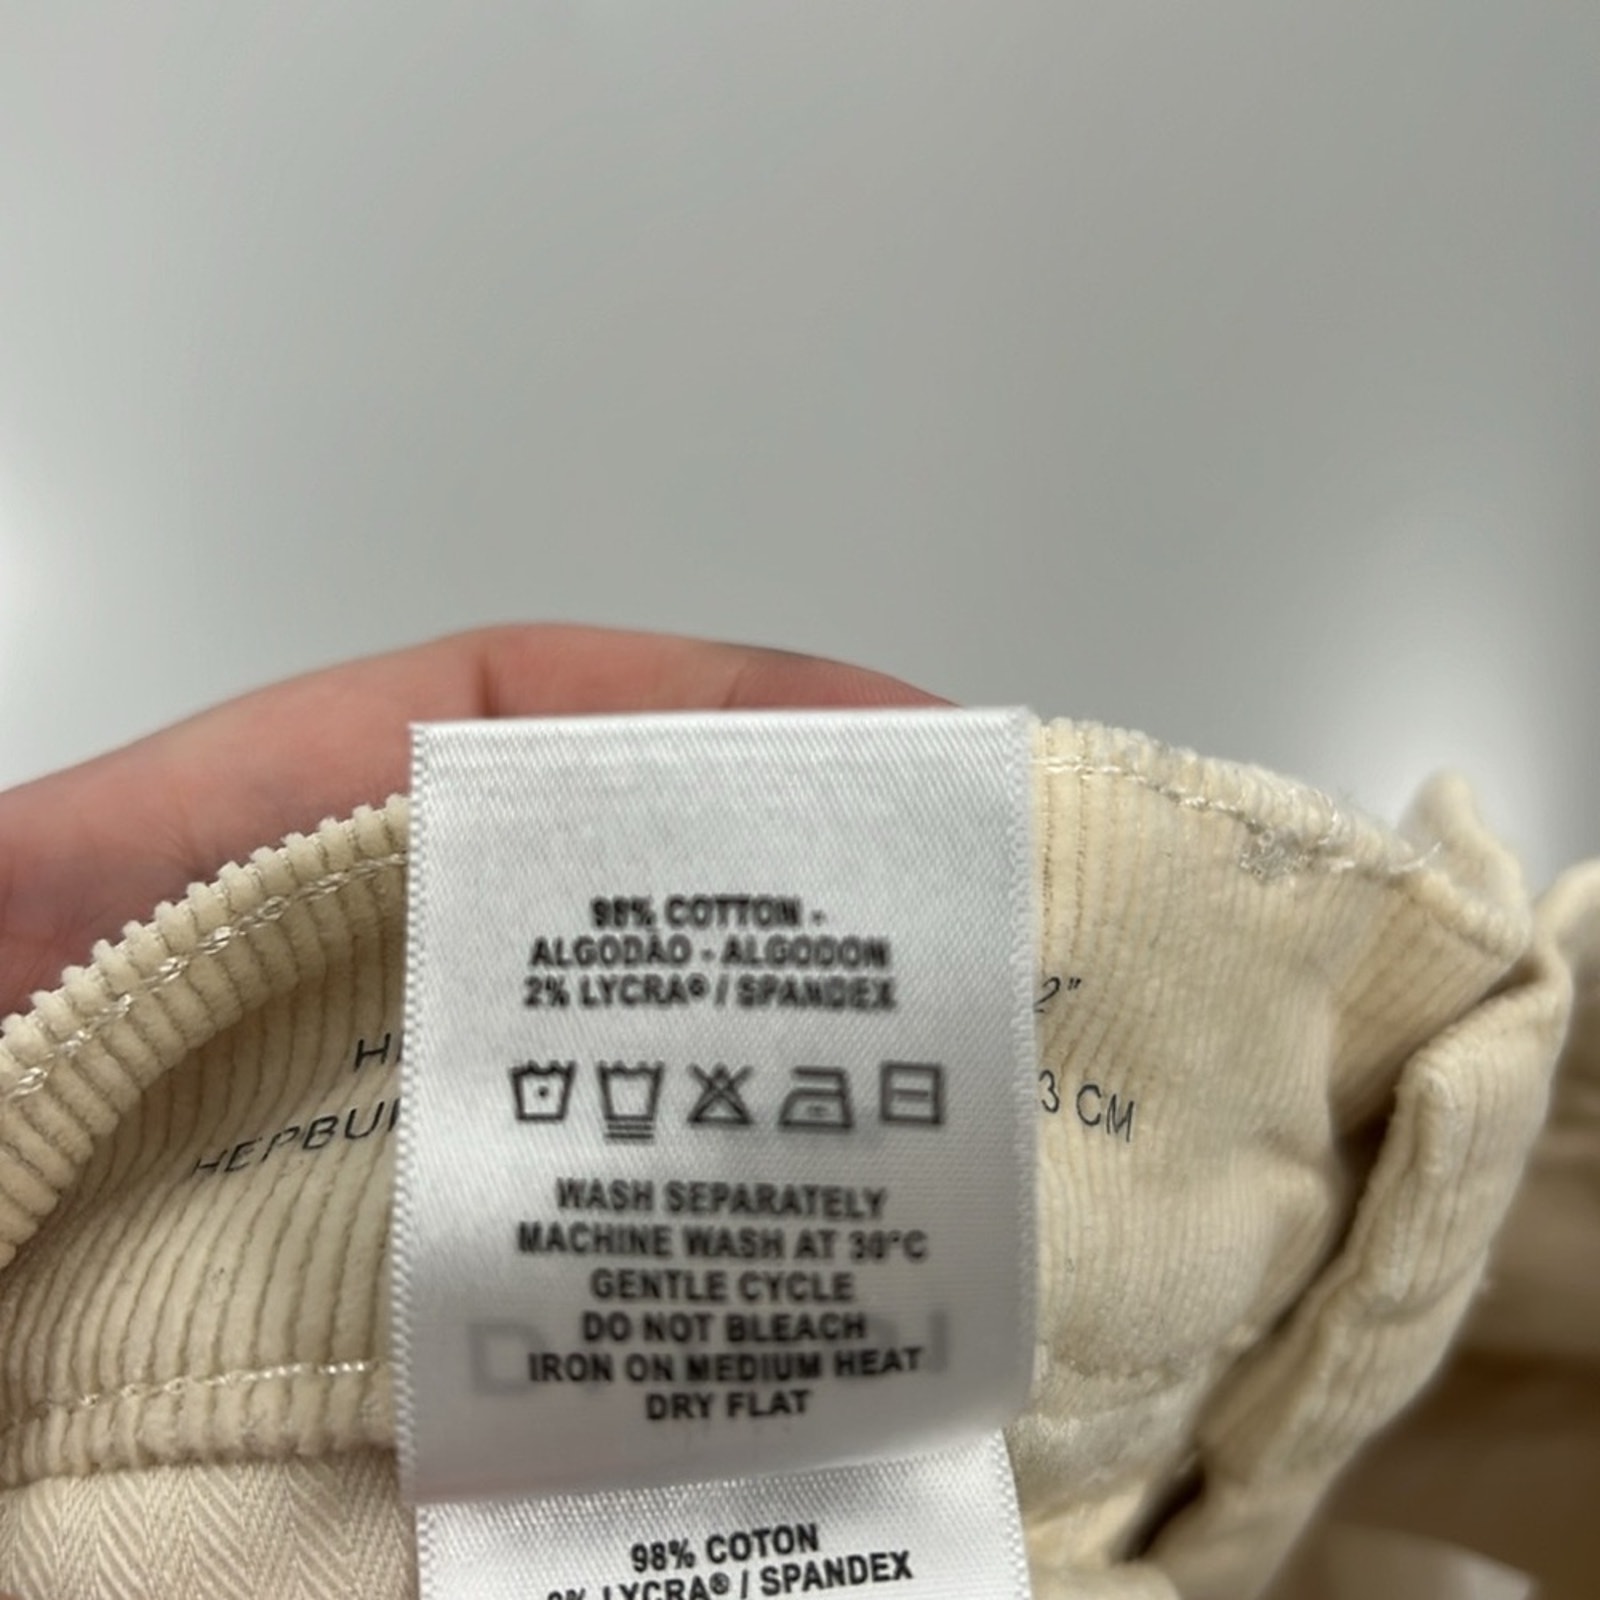 98% COTTON -
ALGODÃO - ALGODON
2% LYCRA® / SPANDEX
2”
3 CM
WASH SEPARATELY
MACHINE WASH AT 30°C
GENTLE CYCLE
DO NOT BLEACH
IRON ON MEDIUM HEAT
DRY FLAT
98% COTON
LYCRA® / SPANDEX